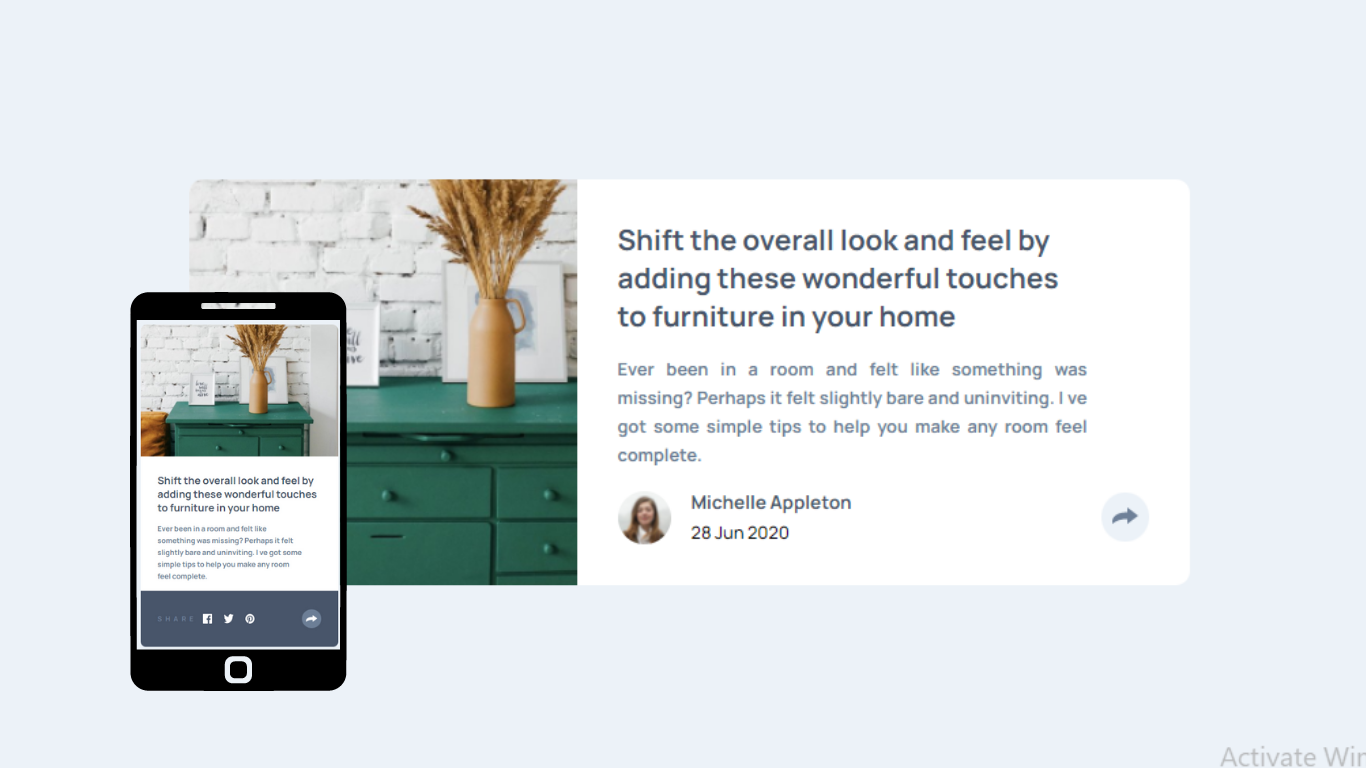 Shift the overall look and feel by
adding these wonderful touches
to furniture in your home
Ever been in a room and felt like something was
missing? Perhaps it felt slightly bare and uninviting. I ve
got some simple tips to help you make any room feel
complete.
Michelle Appleton
28 Jun 2020
Shift the overall look and feel by
adding these wonderful touches
to furniture in your home
Ever been in a room and felt like
something was missing? Perhaps it felt
slightly bare and uninviting. I ve got some
simple tips to help you make any room
feel complete.
SHARE
Activate Win